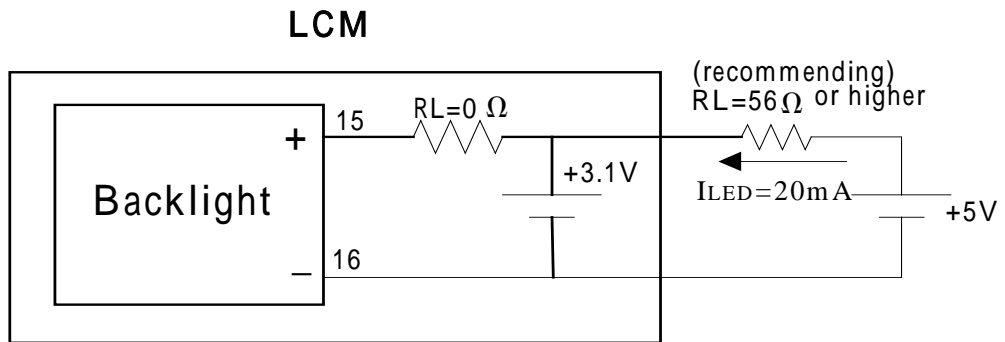 LCM
(recommending)
RL=56Ω or higher
15
RL=0 Ω
+
+3.1V
ILED=20mA
Backlight
+5V
−
16